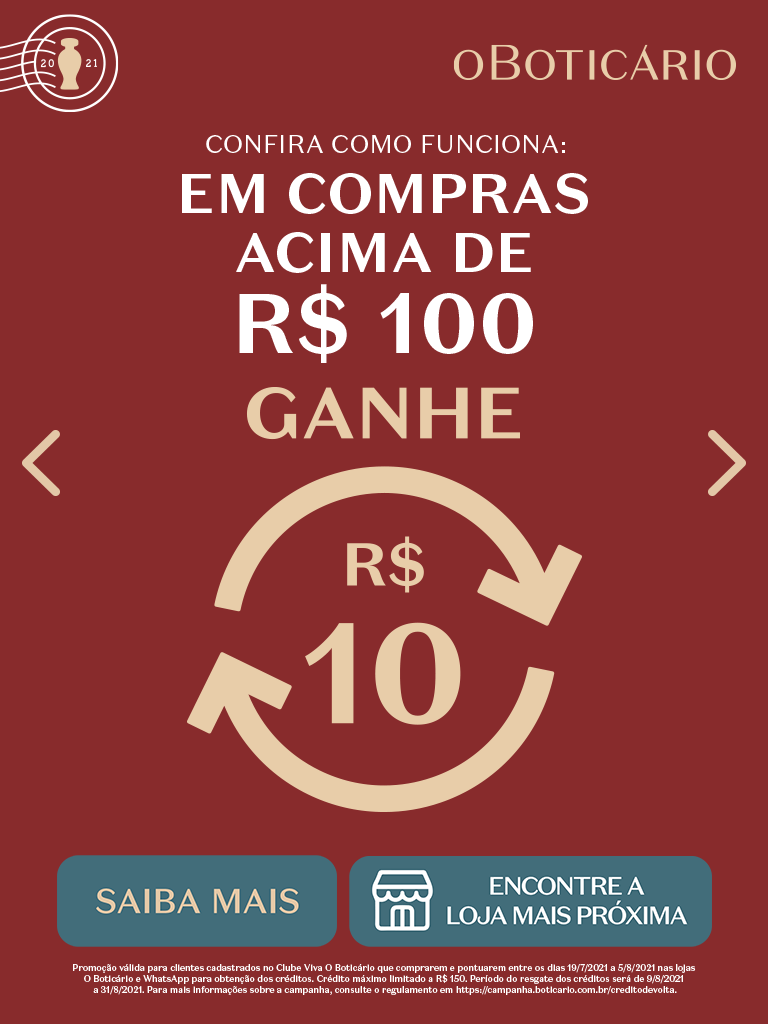 20 21
OBOTICÁRIO
CONFIRA COMO FUNCIONA:
EM COMPRAS
ACIMA DE
R$ 100
GANHE
R$
10
SAIBA MAIS
ENCONTRE A
LOJA MAIS PRÓXIMA
Promoção válida para clientes cadastrados no Clube Viva O Boticário que comprarem e pontuarem entre os dias 19/7/2021 a 5/8/2021 nas lojas
O Boticário e WhatsApp para obtenção dos créditos. Crédito máximo limitado a R$ 150. Período do resgate dos créditos será de 9/8/2021
a 31/8/2021. Para mais informações sobre a campanha, consulte o regulamento em https://campanha.boticario.com.br/creditodevolta.